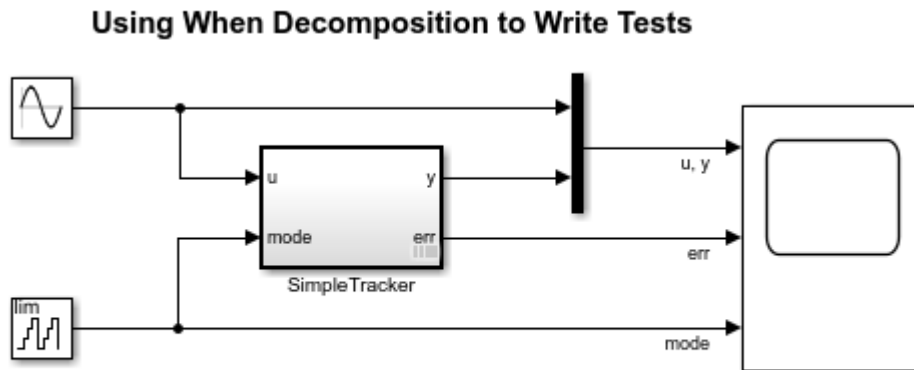 Using When Decomposition to Write Tests
u
y
u, y
mode
err
err
SimpleTracker
lim
mode